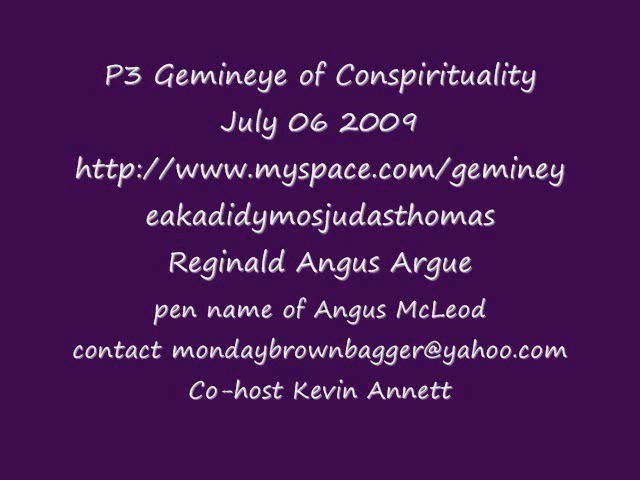 P3 Gemineye of Conspirituality
July 06 2009
http://www.myspace.com/geminey
eakadidymosjudasthomas
Reginald Angus Argue
pen name of Angus McLeod
contact mondaybrownbagger@yahoo.com
Co-host Kevin Annett